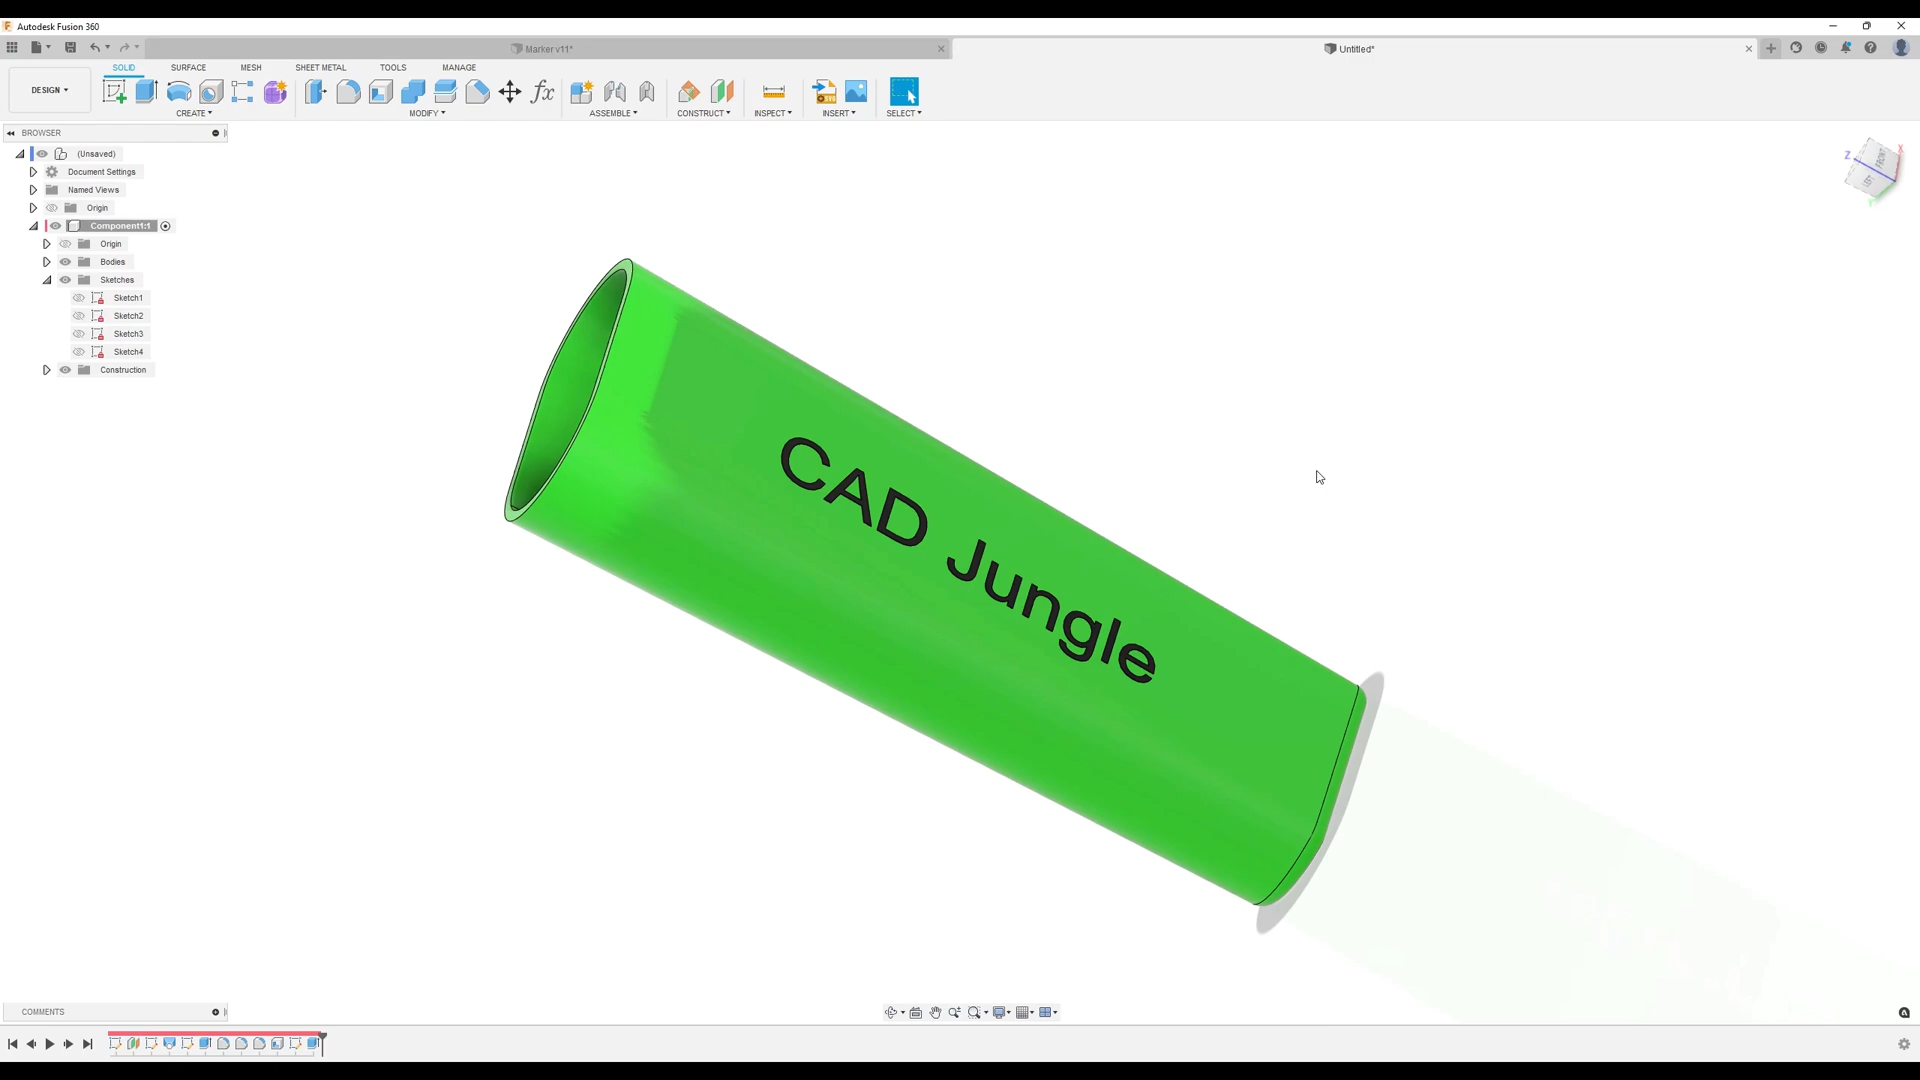 Autodesk Fusion 360
Marker v11*
Untitled*
SOLID SURFACE MESH SHEET METAL TOOLS MANAGE
DESIGN
CREATE MODIFY ASSEMBLE CONSTRUCT INSPECT INSERT SELECT
BROWSER
(Unsaved)
Document Settings
Named Views
Origin
Component1:1
Origin
Bodies
Sketches
Sketch1
Sketch2
Sketch3
Sketch4
Construction
FRONT
LEFT
Z
X
Y
CAD Jungle
COMMENTS